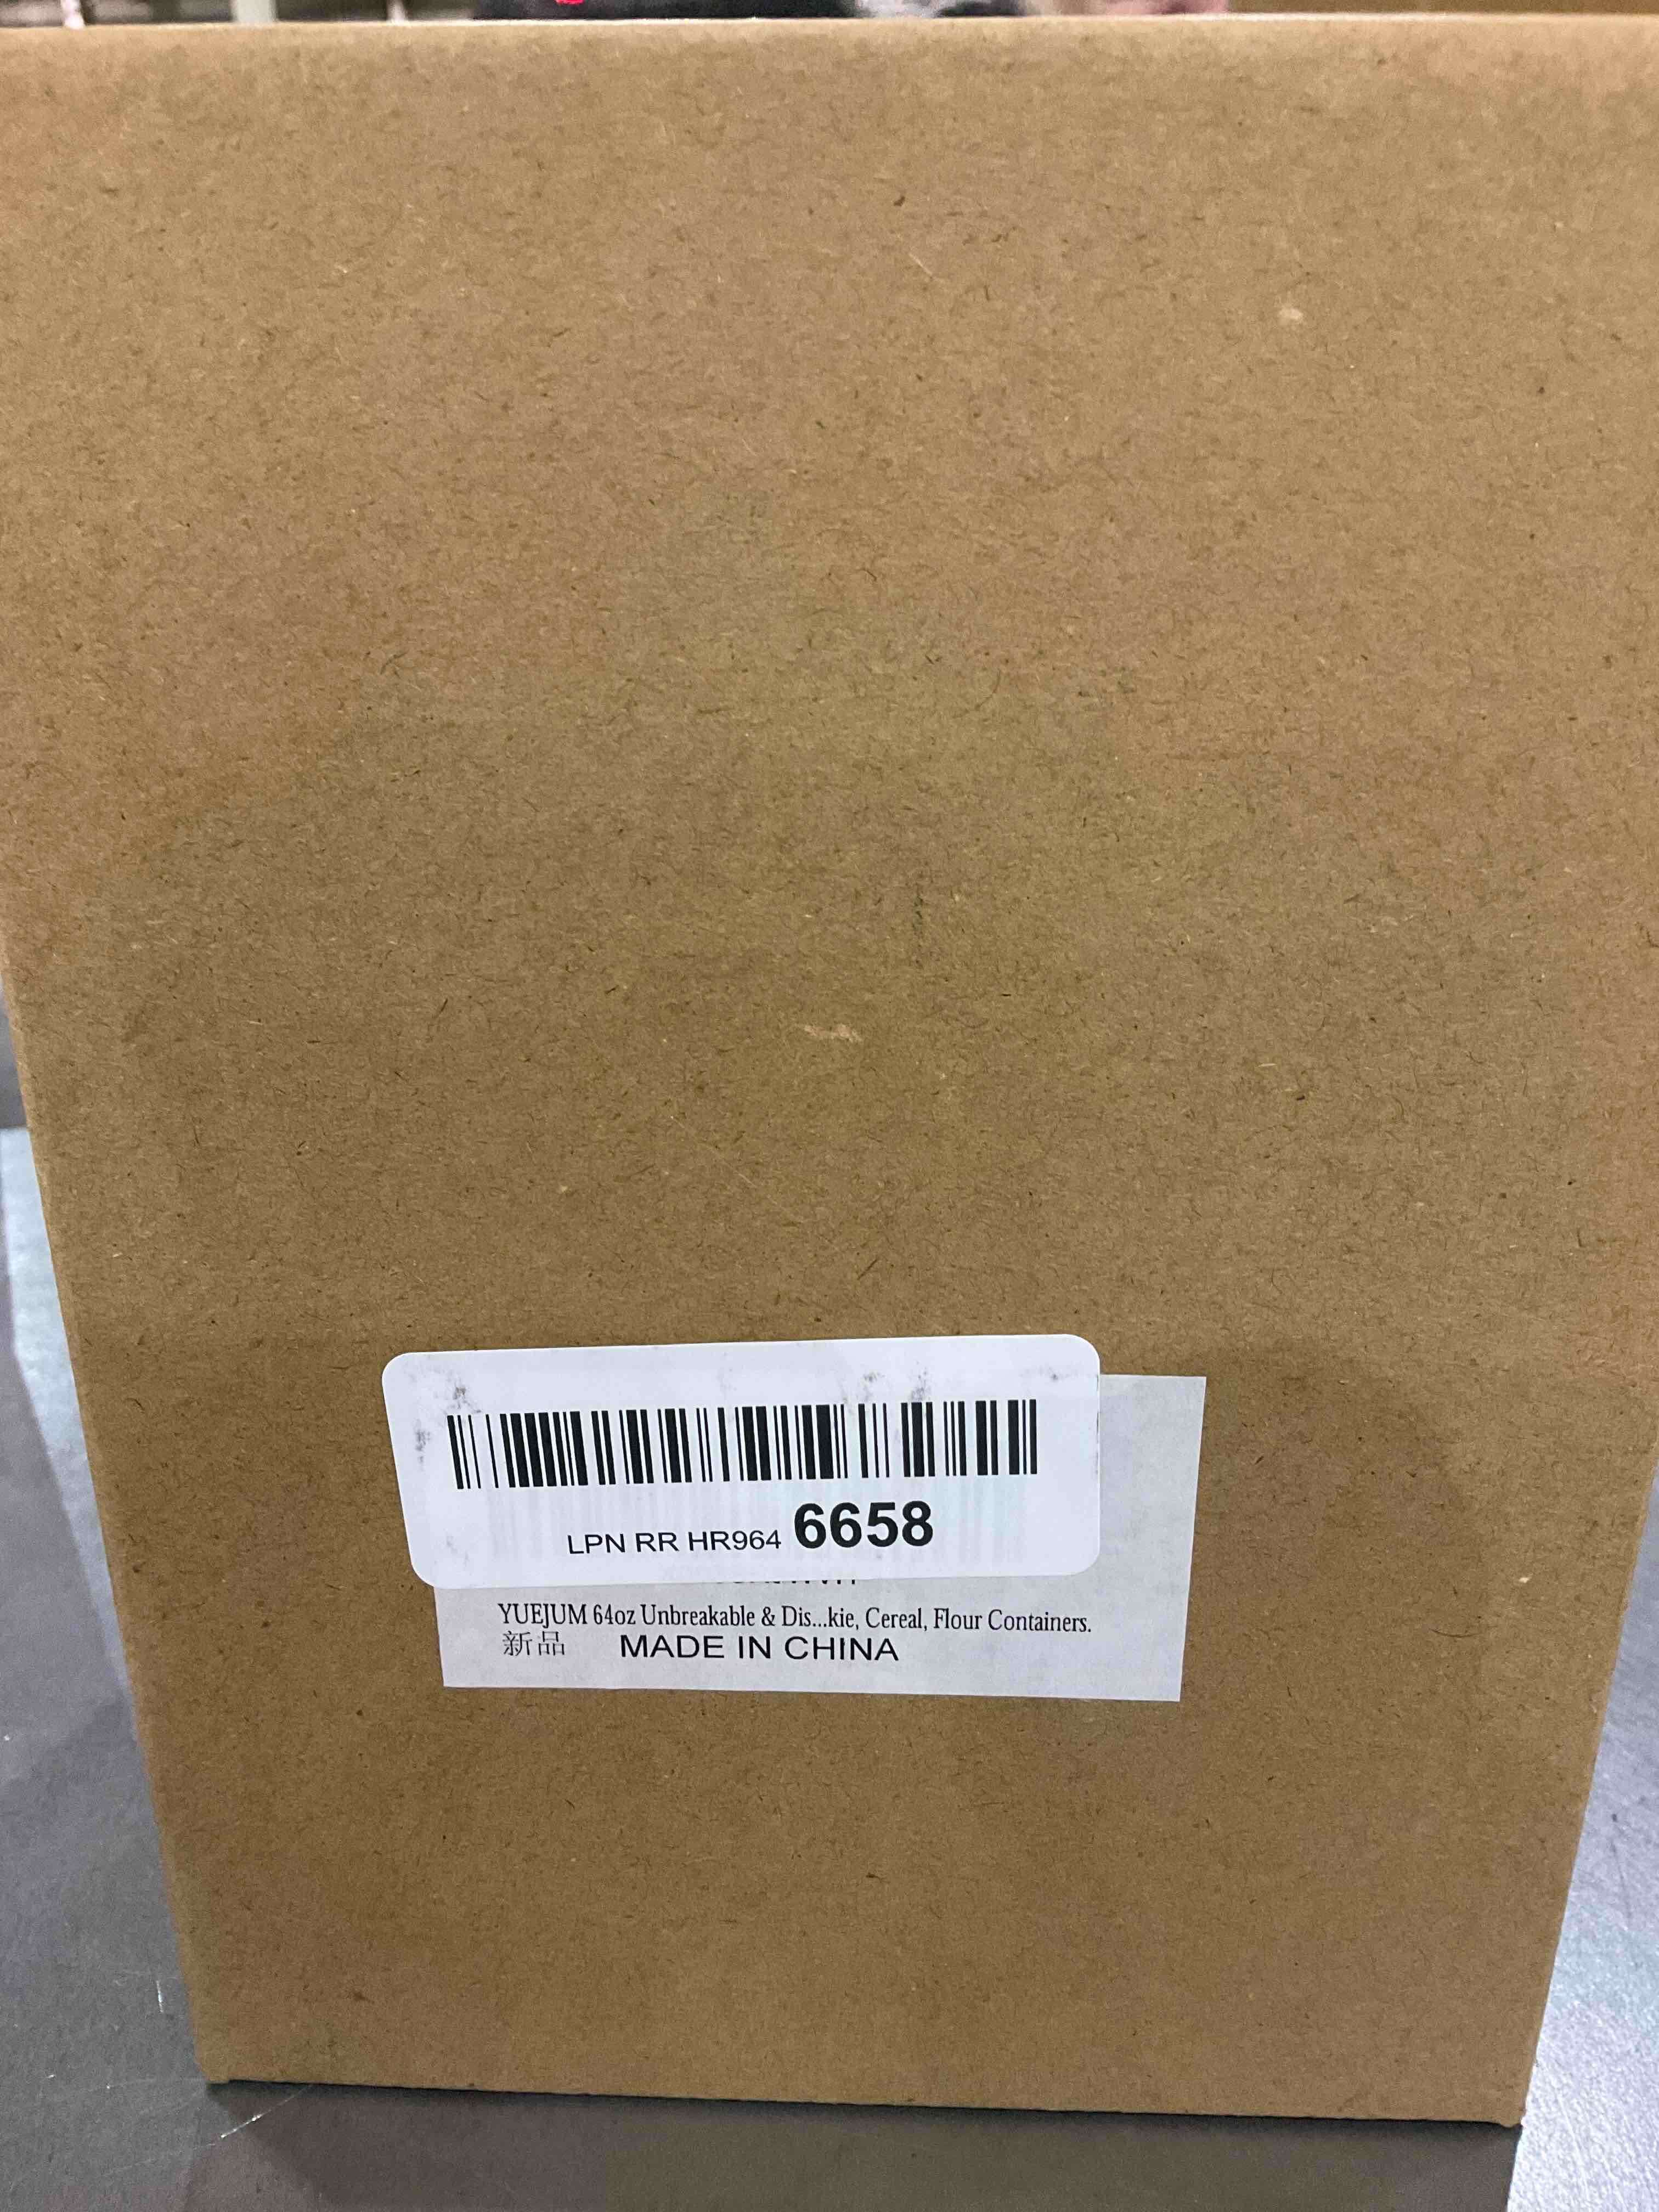 LPN RR HR964 6658
YUEJUM 64oz Unbreakable & Dis...kie, Cereal, Flour Containers.
新品 MADE IN CHINA